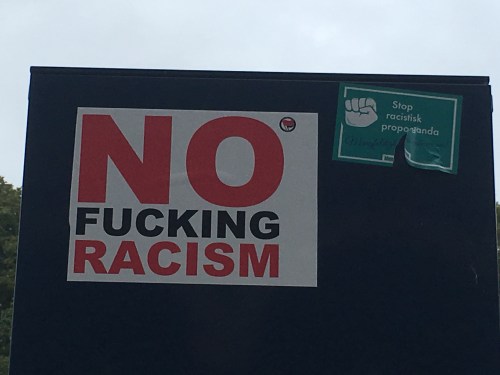 NO
FUCKING
RACISM
Stop
racistisk
propaganda